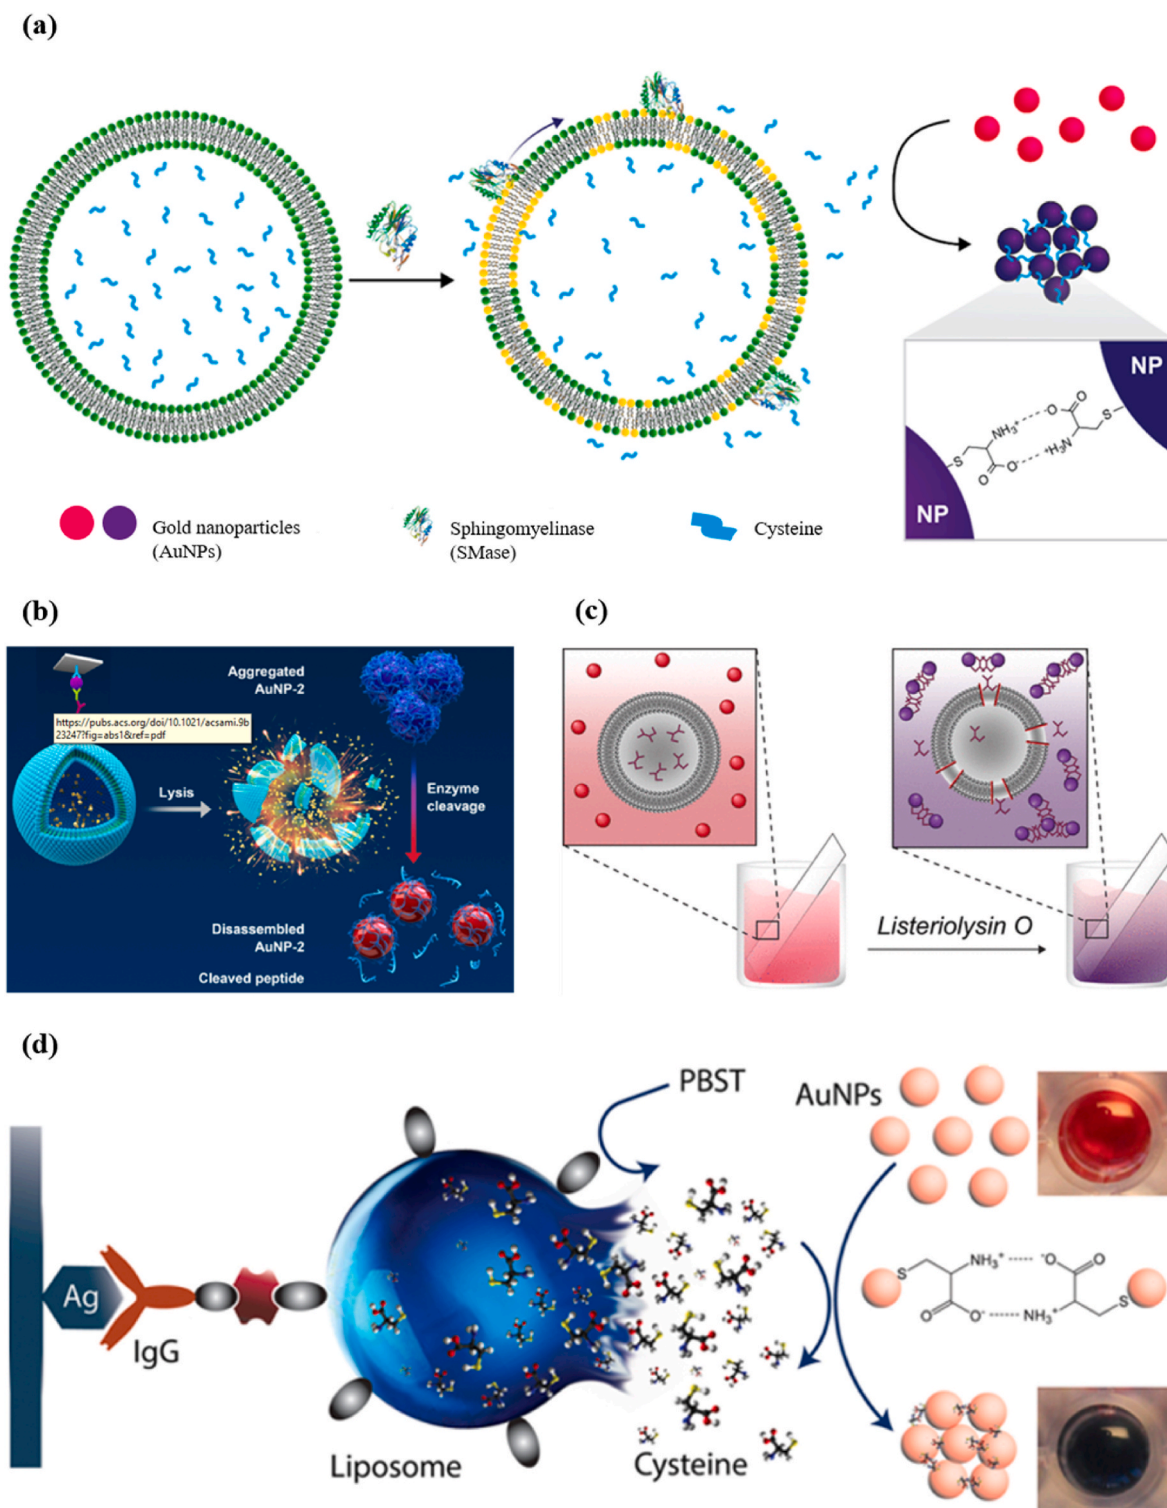 (a)
NP
NH₃⁺
⁻O
O
S
S
O
O⁻
⁺H₃N
NP
Gold nanoparticles
(AuNPs)
Sphingomyelinase
(SMase)
Cysteine
(b)
Aggregated
AuNP-2
https://pubs.acs.org/doi/10.1021/acsami.9b
23247?fig=abs1&ref=pdf
Lysis
Enzyme
cleavage
Disassembled
AuNP-2
Cleaved peptide
(c)
Listeriolysin O
(d)
PBST
AuNPs
Ag
IgG
S
NH₃⁺
⁻O
O
O
O⁻
NH₃⁺
S
Liposome
Cysteine